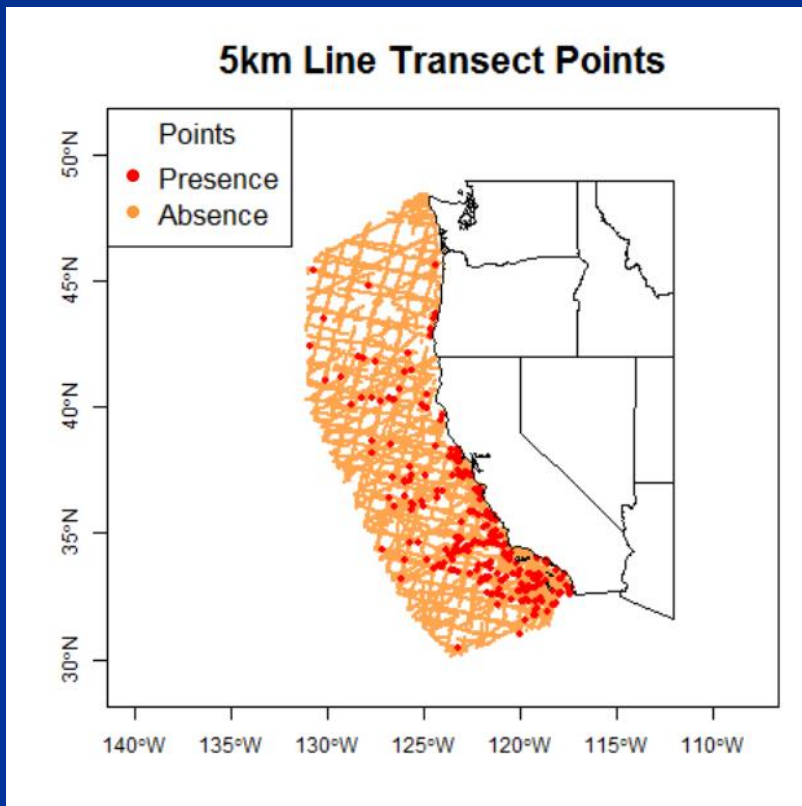 5km Line Transect Points
Points
Presence
Absence
50°N
45°N
40°N
35°N
30°N
140°W 135°W 130°W 125°W 120°W 115°W 110°W